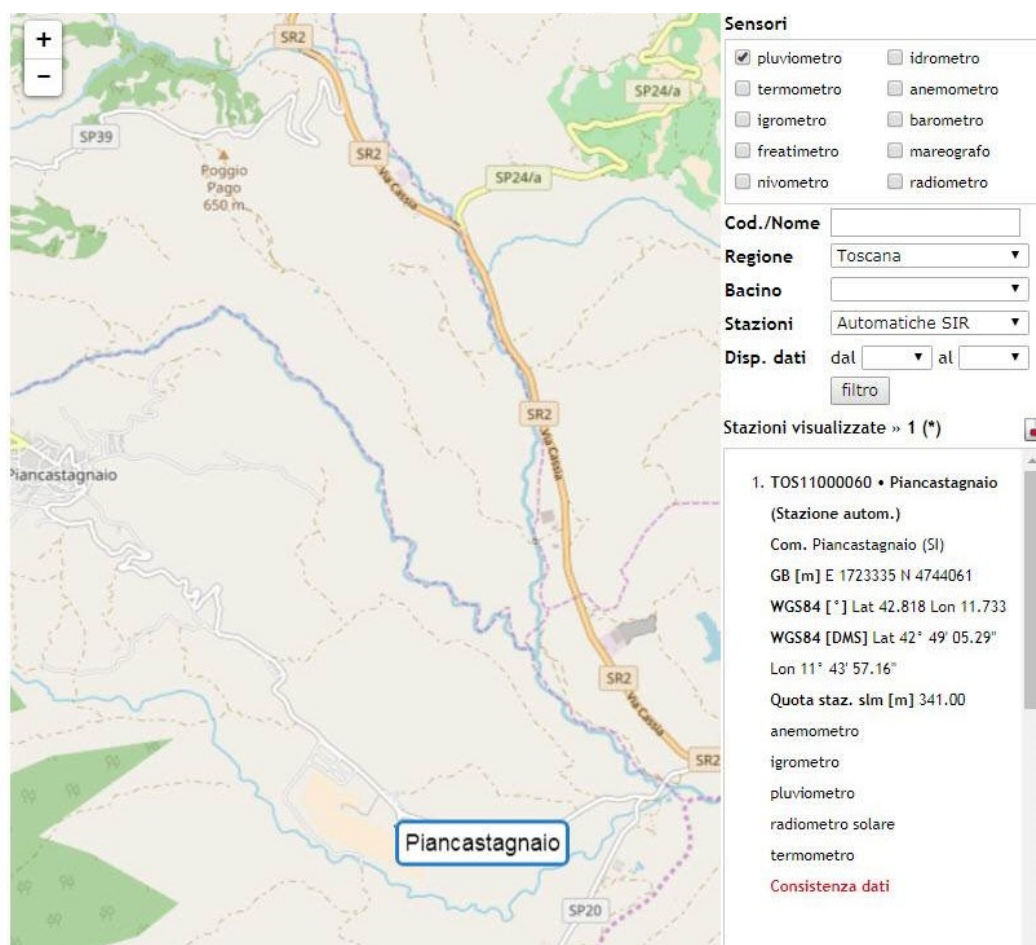 +
−
SR2
SP24/a
SP39
SR2
Via Cassia
Poggio
Pago
650 m
SP24/a
SR2
Via Cassia
Piancastagnaio
SR2
Via Cassia
SR2
Piancastagnaio
SP20
Sensori
pluviometro idrometro
termometro anemometro
igrometro barometro
freatimetro mareografo
nivometro radiometro
Cod./Nome
Regione Toscana
Bacino
Stazioni Automatiche SIR
Disp. dati dal al
filtro
Stazioni visualizzate » 1 (*)
1. TOS11000060 • Piancastagnaio
(Stazione autom.)
Com. Piancastagnaio (SI)
GB [m] E 1723335 N 4744061
WGS84 [°] Lat 42.818 Lon 11.733
WGS84 [DMS] Lat 42° 49' 05.29"
Lon 11° 43' 57.16"
Quota staz. slm [m] 341.00
anemometro
igrometro
pluviometro
radiometro solare
termometro
Consistenza dati